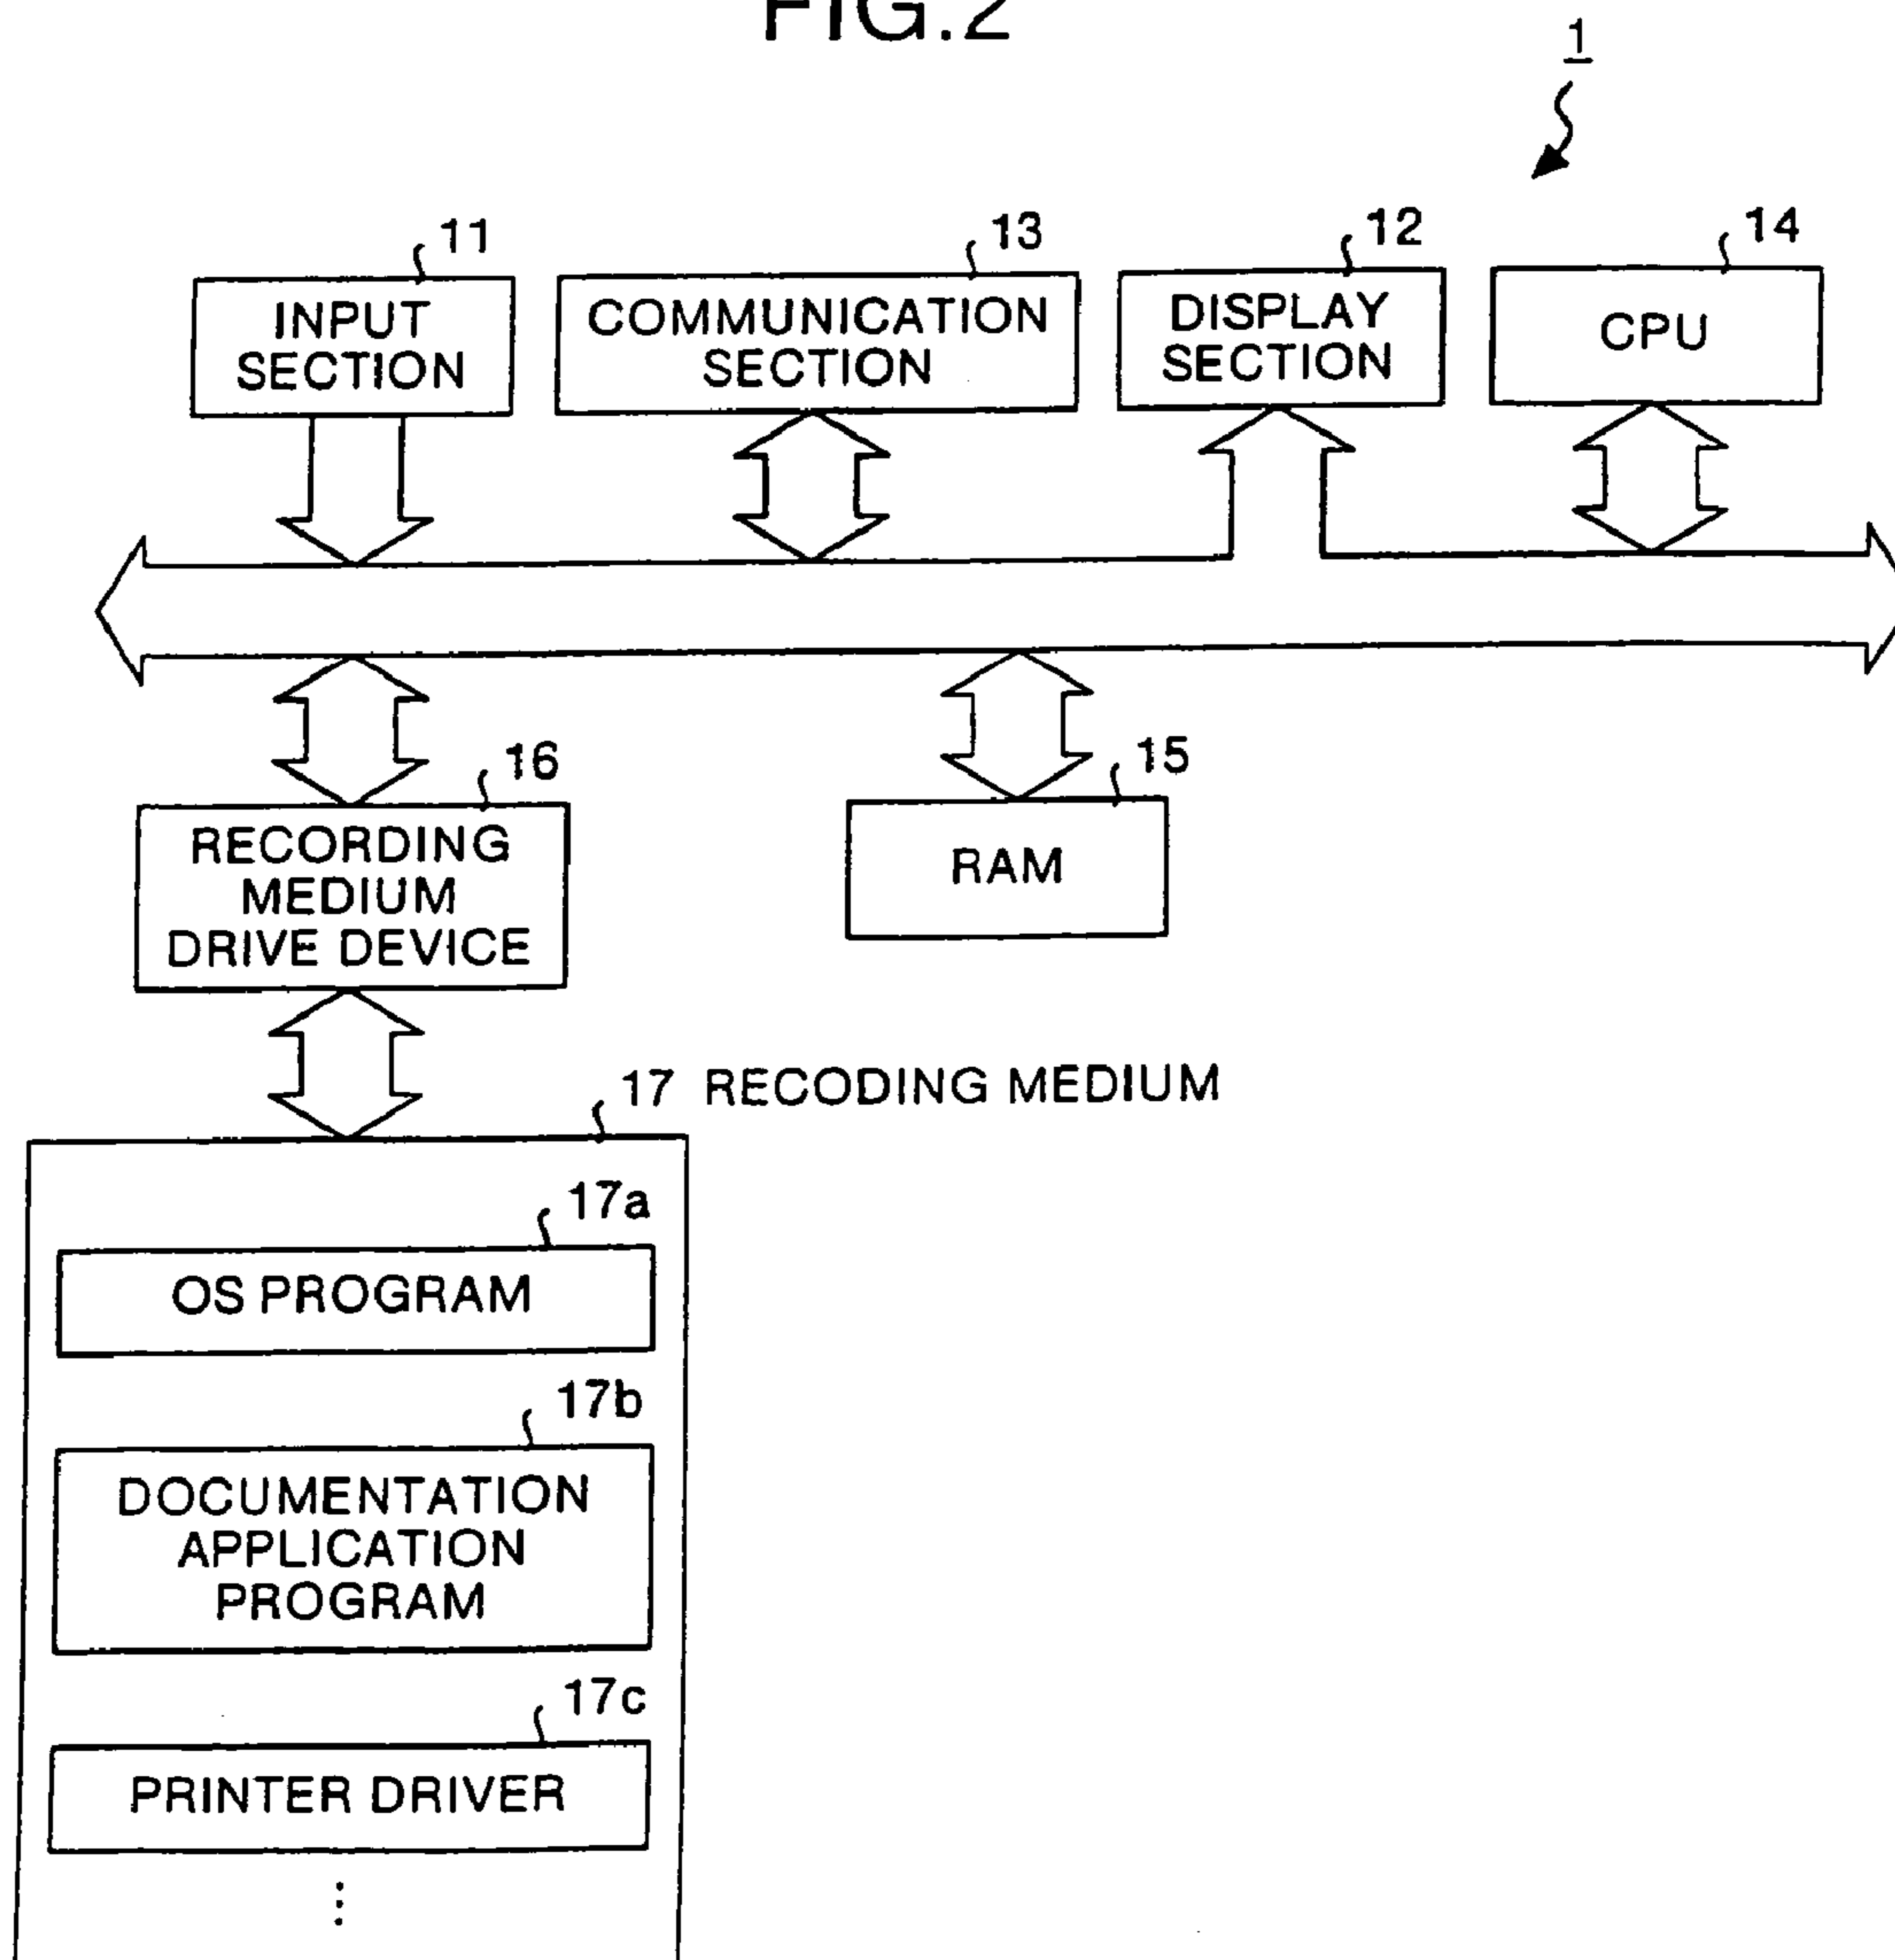 FIG.2
1
11
13
12
14
INPUT
SECTION
COMMUNICATION
SECTION
DISPLAY
SECTION
CPU
16
15
RECORDING
MEDIUM
DRIVE DEVICE
RAM
17 RECODING MEDIUM
17a
OS PROGRAM
17b
DOCUMENTATION
APPLICATION
PROGRAM
17c
PRINTER DRIVER